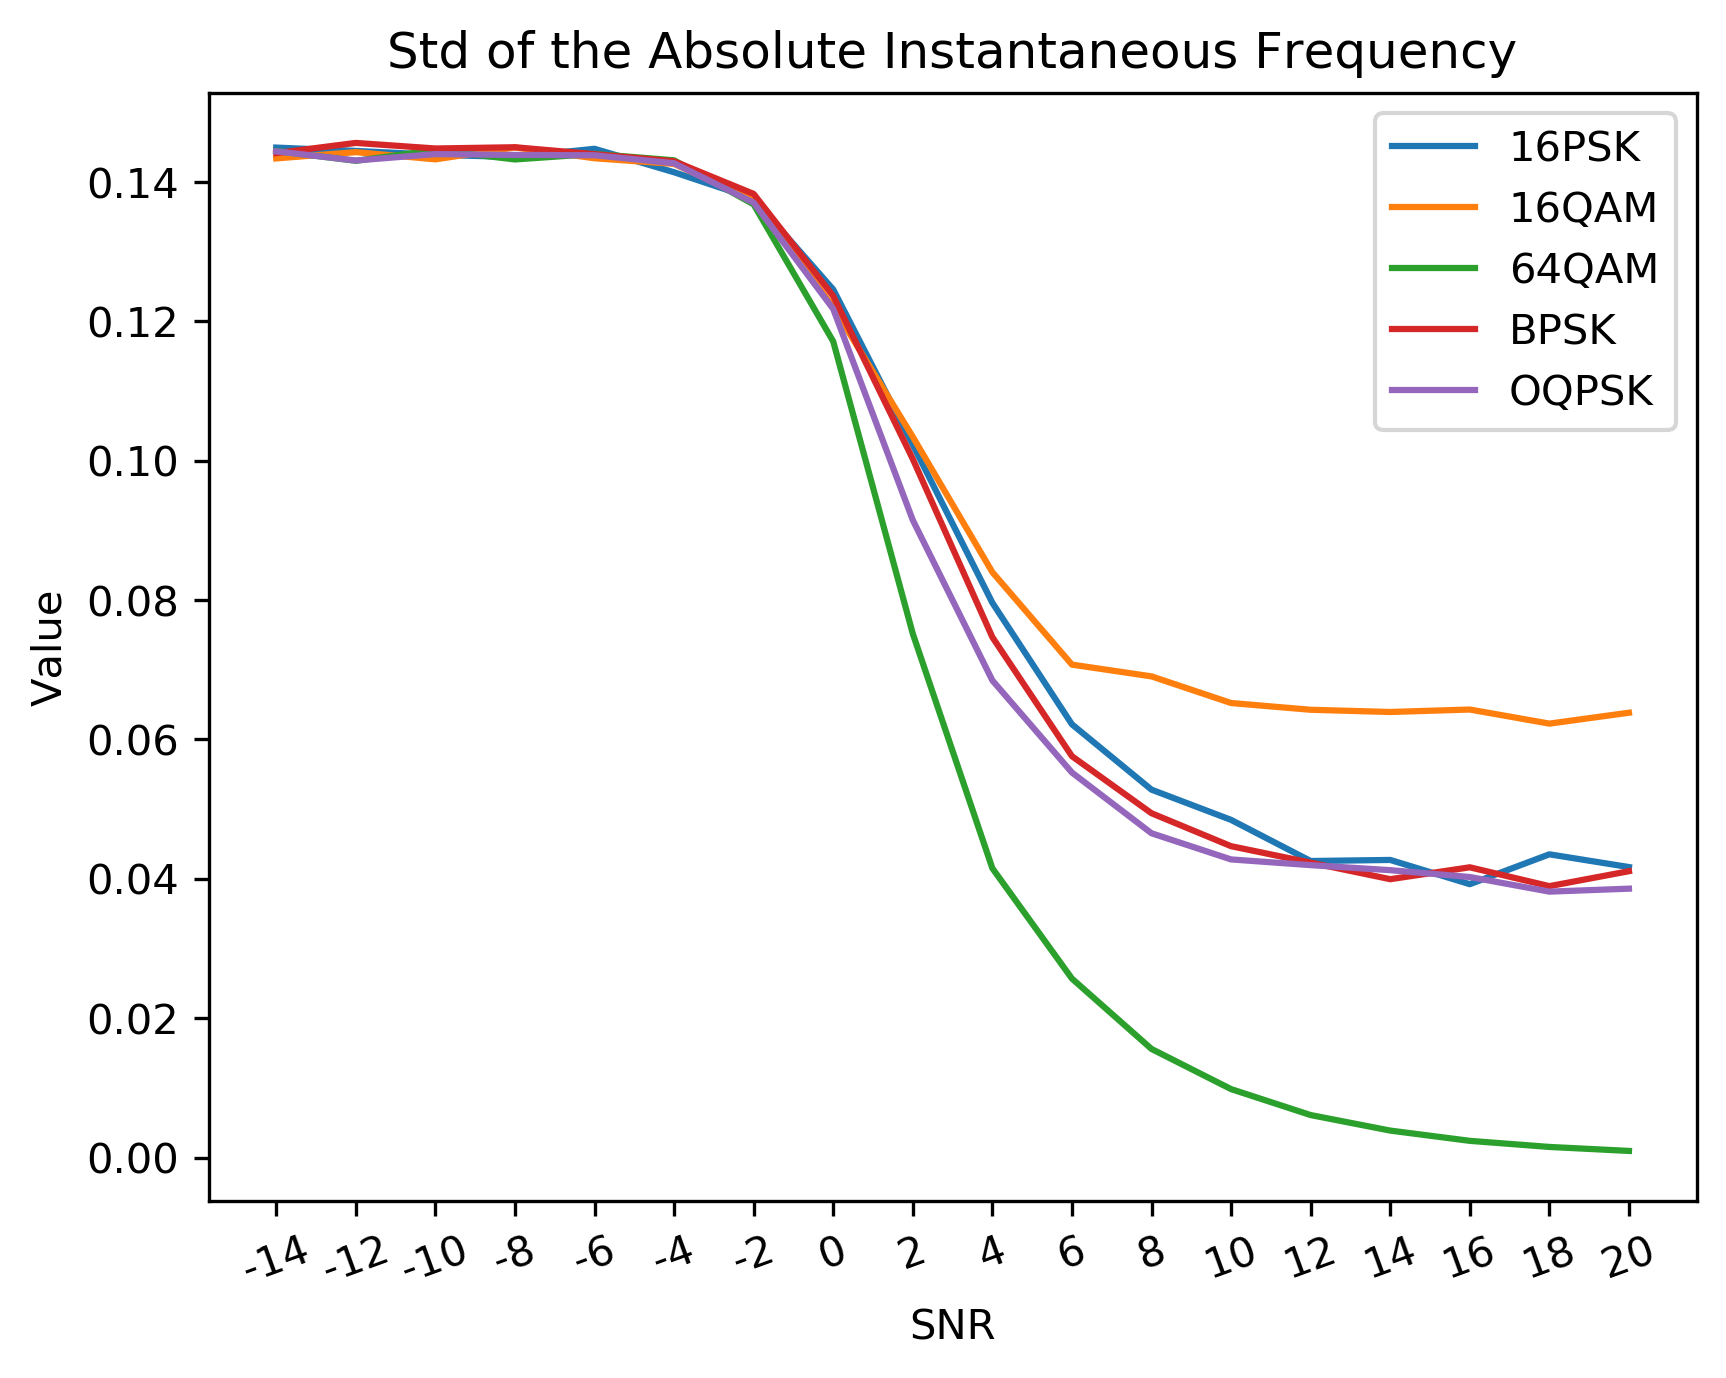 Std of the Absolute Instantaneous Frequency
16PSK
16QAM
64QAM
BPSK
OQPSK
Value
0.14
0.12
0.10
0.08
0.06
0.04
0.02
0.00
-14 -12 -10 -8 -6 -4 -2 0 2 4 6 8 10 12 14 16 18 20
SNR